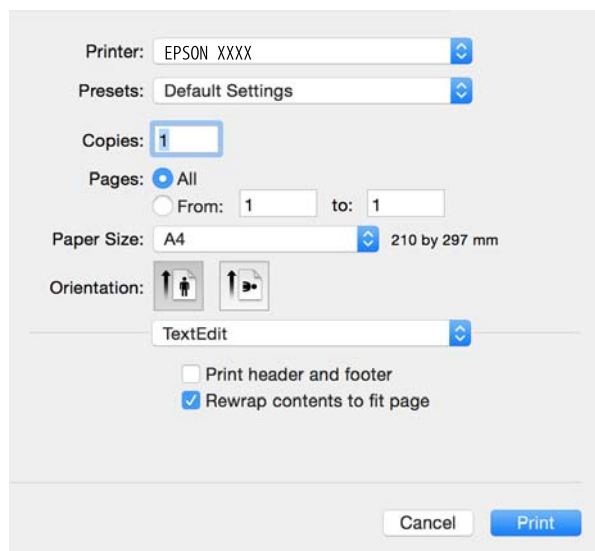 Printer: EPSON XXXX
Presets: Default Settings
Copies: 1
Pages: All
From: 1 to: 1
Paper Size: A4 210 by 297 mm
Orientation:
TextEdit
Print header and footer
Rewrap contents to fit page
Cancel Print